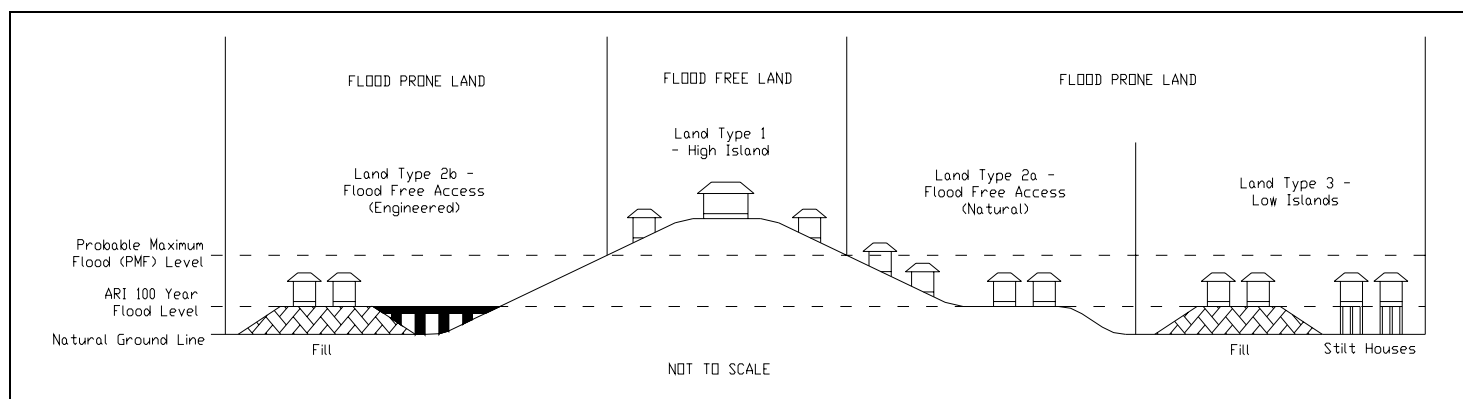 FLOOD PRONE LAND
FLOOD FREE LAND
FLOOD PRONE LAND
Land Type 1
- High Island
Land Type 2b -
Flood Free Access
(Engineered)
Land Type 2a -
Flood Free Access
(Natural)
Land Type 3 -
Low Islands
Probable Maximum
Flood (PMF) Level
ARI 100 Year
Flood Level
Natural Ground Line
Fill
Fill
Stilt Houses
NOT TO SCALE